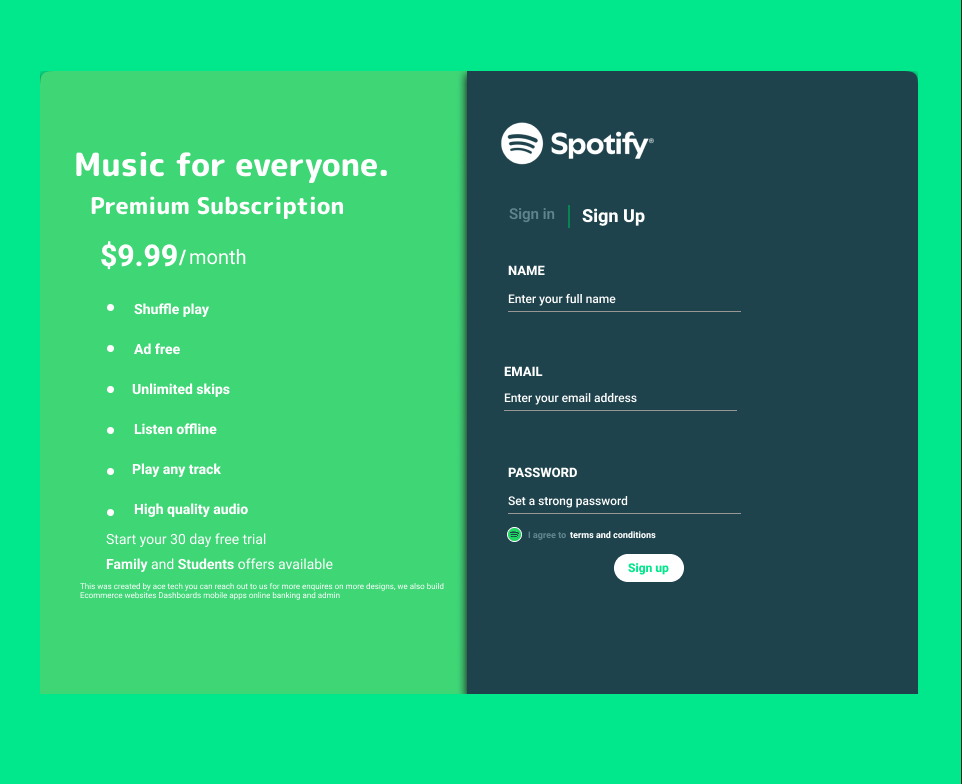 Music for everyone.
Premium Subscription
$9.99/ month
Shuffle play
Ad free
Unlimited skips
Listen offline
Play any track
High quality audio
Start your 30 day free trial
Family and Students offers available
This was created by ace tech you can reach out to us for more enquires on more designs, we also build
Ecommerce websites Dashboards mobile apps online banking and admin
Spotify®
Sign in | Sign Up
NAME
Enter your full name
EMAIL
Enter your email address
PASSWORD
Set a strong password
I agree to terms and conditions
Sign up